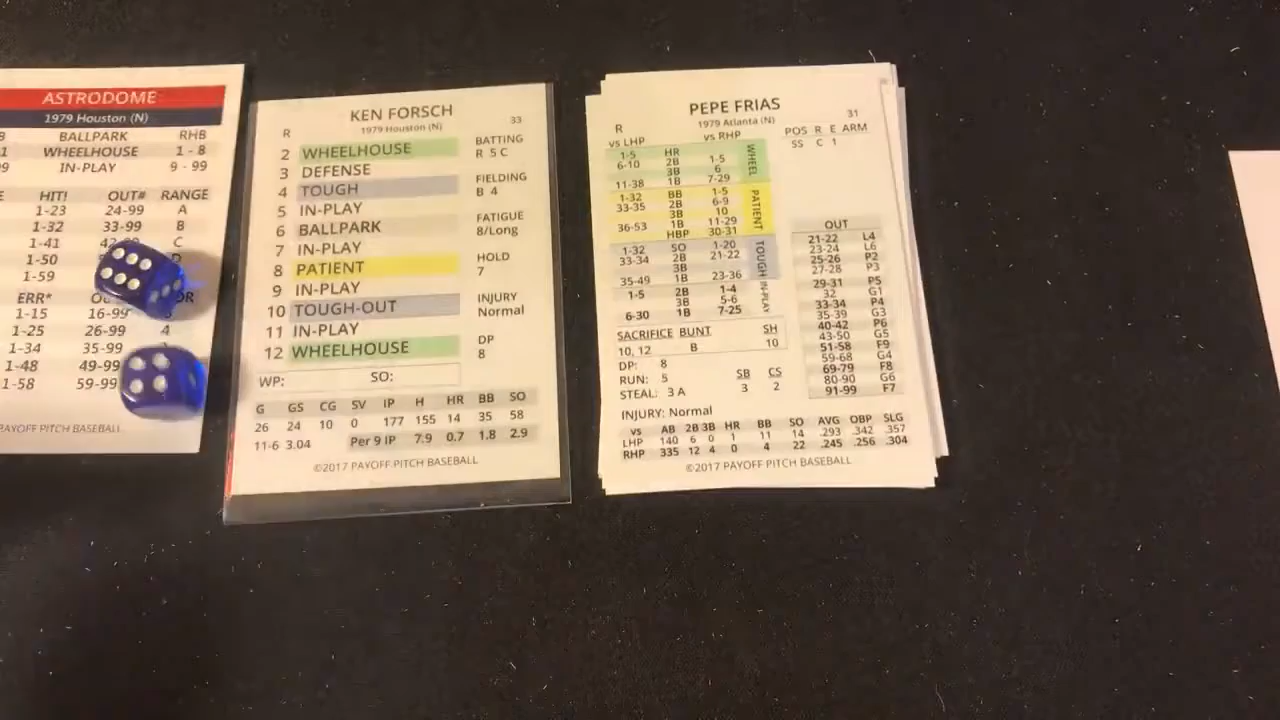 ASTRODOME
1979 Houston (N)
B BALLPARK RHB
1 WHEELHOUSE 1 - 8
99 IN-PLAY 9 - 99
E HIT! OUT# RANGE
1-23 24-99 A
1-32 33-99 B
1-41 C
1-50
1-59
ERR*
1-15 16-99
1-25 26-99 4
1-34 35-99
1-48 49-99
1-58 59-99
PAYOFF PITCH BASEBALL
KEN FORSCH
1979 Houston (N)
33
R
2 WHEELHOUSE
3 DEFENSE
4 TOUGH
5 IN-PLAY
6 BALLPARK
7 IN-PLAY
8 PATIENT
9 IN-PLAY
10 TOUGH-OUT
11 IN-PLAY
12 WHEELHOUSE
BATTING
R 5 C
FIELDING
B 4
FATIGUE
8/Long
HOLD
7
INJURY
Normal
DP
8
WP: SO:
G GS CG SV IP H HR BB SO
26 24 10 0 177 155 14 35 58
11-6 3.04 Per 9 IP 7.9 0.7 1.8 2.9
©2017 PAYOFF PITCH BASEBALL
PEPE FRIAS
1979 Atlanta (N)
31
R
vs LHP vs RHP
POS R E ARM
SS C 1
WHEEL
1-5 HR
6-10 2B 1-5
3B 6
11-38 1B 7-29
PATIENT
1-32 BB 1-5
33-35 2B 6-9
3B 10
36-53 1B 11-29
HBP 30-31
TOUGH
1-32 SO 1-20
33-34 2B 21-22
3B
35-49 1B 23-36
IN-PLAY
1-5 2B 1-4
3B 5-6
6-30 1B 7-25
OUT
21-22 L4
23-24 L6
25-26 P2
27-28 P3
29-31 P5
32 G1
33-34 P4
35-39 G3
40-42 P6
43-50 G5
51-58 F9
59-68 G4
69-79 F8
80-90 G6
91-99 F7
SACRIFICE BUNT SH
10, 12 B 10
DP: 8
RUN: 5 SB CS
STEAL: 3 A 3 2
INJURY: Normal
vs AB 2B 3B HR BB SO AVG OBP SLG
LHP 140 6 0 1 11 14 .293 .342 .357
RHP 335 12 4 0 4 22 .245 .256 .304
©2017 PAYOFF PITCH BASEBALL